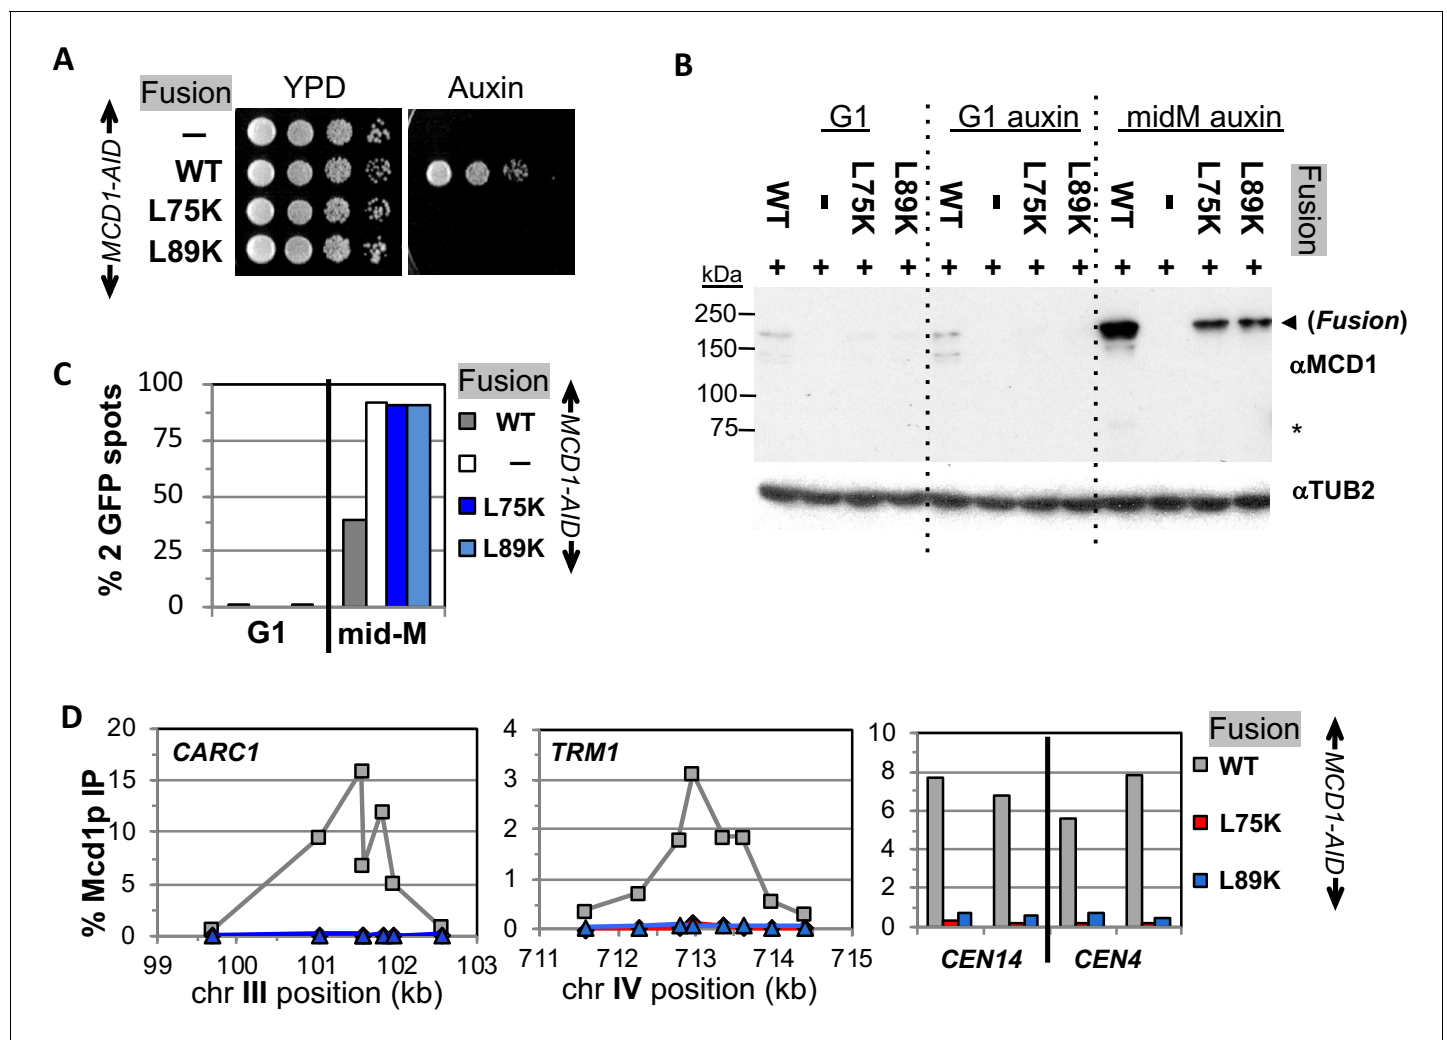 A
Fusion
YPD
Auxin
–
WT
L75K
L89K
MCD1-AID
B
G1
G1 auxin
midM auxin
WT
-
L75K
L89K
WT
-
L75K
L89K
WT
-
L75K
L89K
Fusion
+ + + + + + + + + + + +
kDa
250
150
100
75
(Fusion)
αMCD1
*
αTUB2
C
% 2 GFP spots
100
75
50
25
0
G1
mid-M
Fusion
WT
–
L75K
L89K
MCD1-AID
D
% Mcd1p IP
20
15
10
5
0
CARC1
99 100 101 102 103
chr III position (kb)
4
3
2
1
0
TRM1
711 712 713 714 715
chr IV position (kb)
10
8
6
4
2
0
CEN14
CEN4
Fusion
WT
L75K
L89K
MCD1-AID